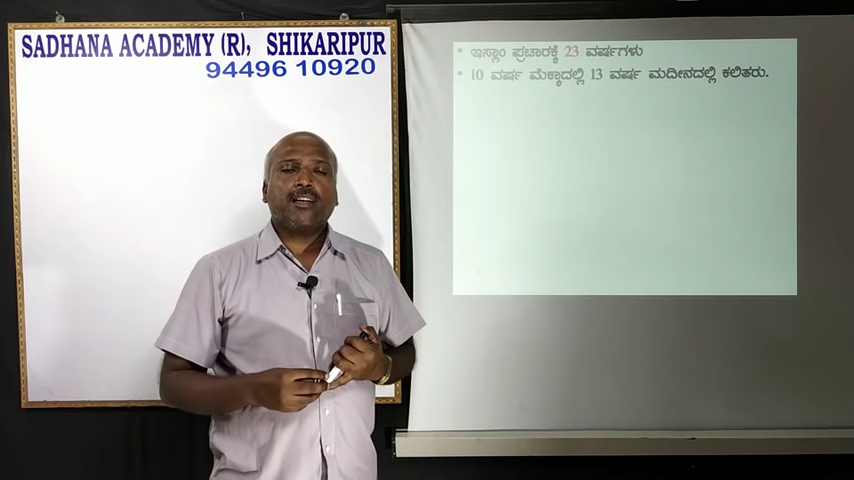 SADHANA ACADEMY (R), SHIKARIPUR
94496 10920
• ಇಸ್ಲಾಂ ಪ್ರಚಾರಕ್ಕೆ 23 ವರ್ಷಗಳು
• 10 ವರ್ಷ ಮೆಕ್ಕಾದಲ್ಲಿ 13 ವರ್ಷ ಮದೀನದಲ್ಲಿ ಕಲಿತರು.